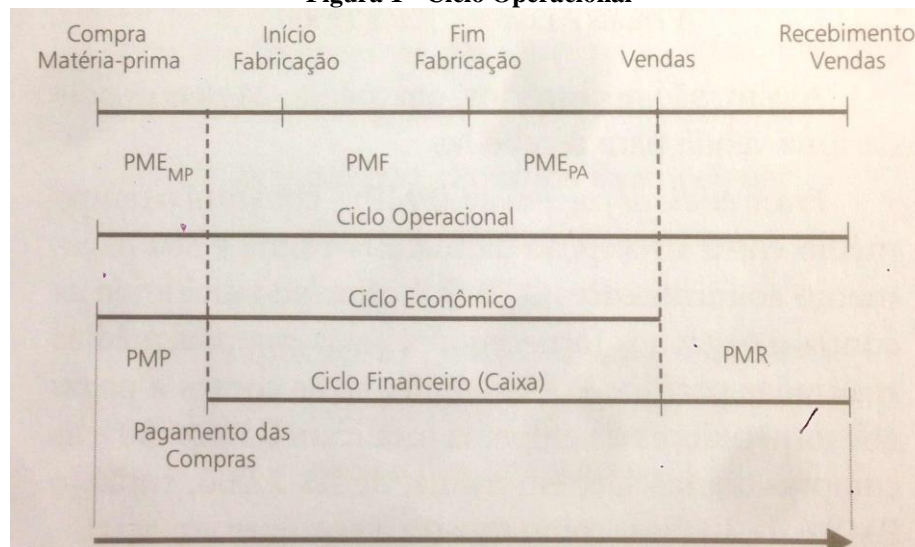 Figura 1 - Ciclo Operacional
Compra
Matéria-prima
Início
Fabricação
Fim
Fabricação
Vendas
Recebimento
Vendas
PME MP
PMF
PME PA
Ciclo Operacional
Ciclo Econômico
PMP
PMR
Ciclo Financeiro (Caixa)
Pagamento das
Compras